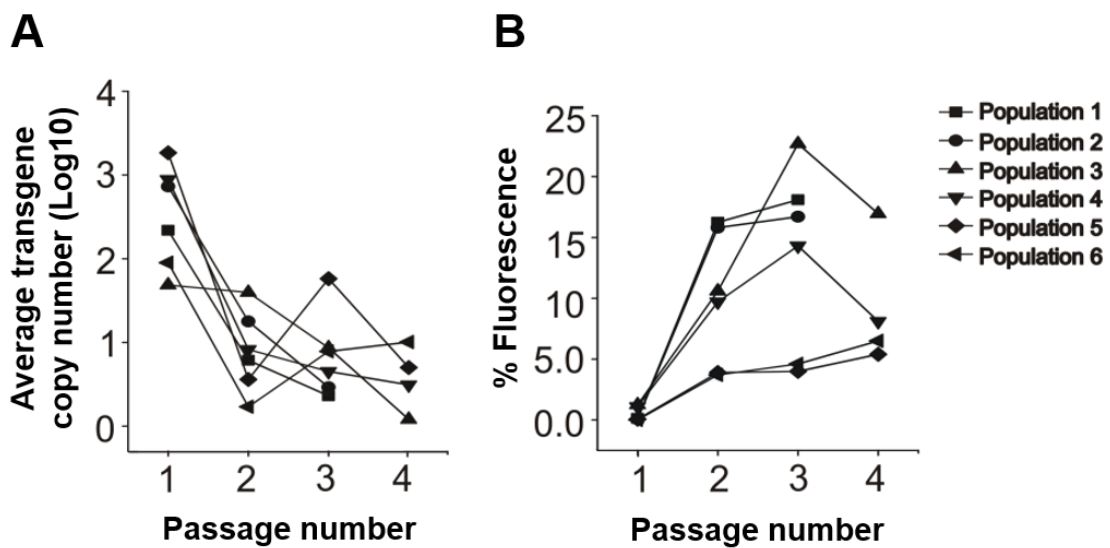 A
Average transgene
copy number (Log10)
4
3
2
1
0
1 2 3 4
Passage number
B
% Fluorescence
25
20
15
10
5.0
0.0
1 2 3 4
Passage number
Population 1
Population 2
Population 3
Population 4
Population 5
Population 6